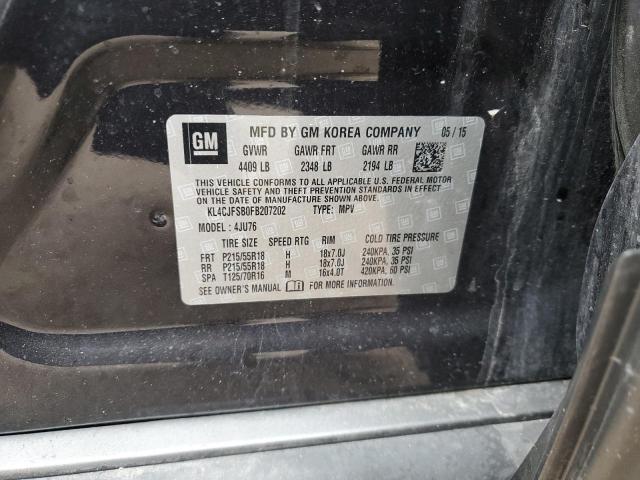 GM
MFD BY GM KOREA COMPANY 05 / 15
GVWR GAWR FRT GAWR RR
4409 LB 2348 LB 2194 LB
THIS VEHICLE CONFORMS TO ALL APPLICABLE U.S. FEDERAL MOTOR
VEHICLE SAFETY AND THEFT PREVENTION STANDARDS IN EFFECT ON
THE DATE OF MANUFACTURE SHOWN ABOVE.
KL4CJFSB0FB207202 TYPE: MPV
MODEL : 4JU76
TIRE SIZE SPEED RTG RIM COLD TIRE PRESSURE
FRT P215/55R18 H 18x7.0J 240KPA, 35 PSI
RR P215/55R18 H 18x7.0J 240KPA, 35 PSI
SPA T125/70R16 M 16x4.0T 420KPA, 60 PSI
SEE OWNER'S MANUAL FOR MORE INFORMATION.